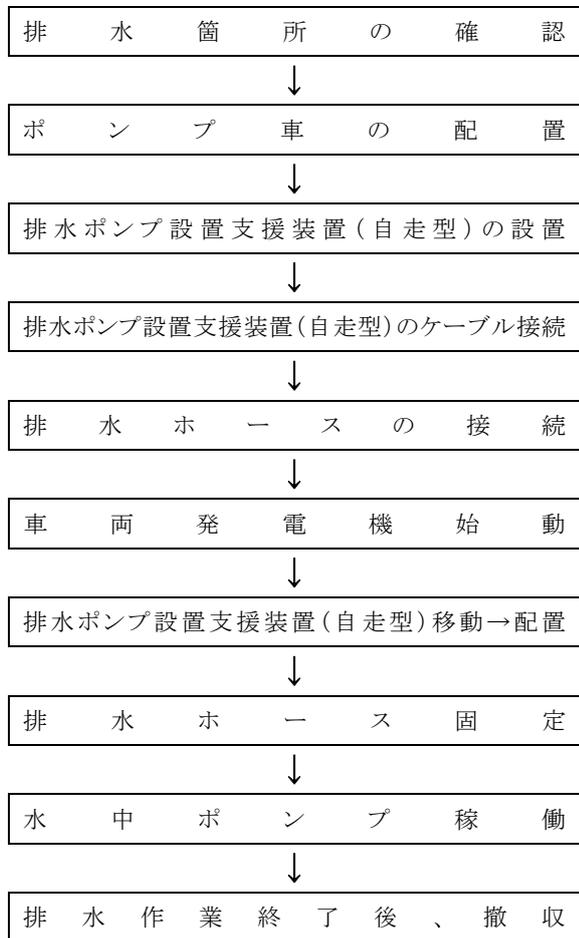 排水箇所の確認
↓
ポンプ車の配置
↓
排水ポンプ設置支援装置(自走型)の設置
↓
排水ポンプ設置支援装置(自走型)のケーブル接続
↓
排水ホースの接続
↓
車両発電機始動
↓
排水ポンプ設置支援装置(自走型)移動→配置
↓
排水ホース固定
↓
水中ポンプ稼働
↓
排水作業終了後、撤収